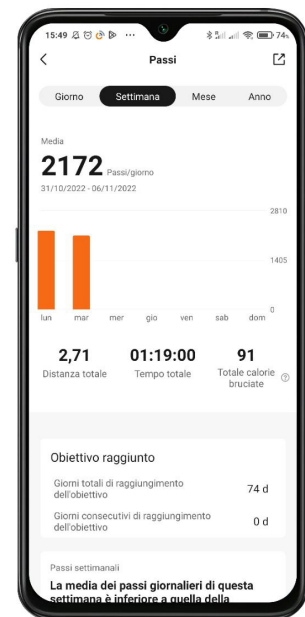 15:49 ... 74%
Passi
Giorno Settimana Mese Anno
Media
2172 Passi/giorno
31/10/2022 - 06/11/2022
2810
1405
0
lun mar mer gio ven sab dom
2,71 01:19:00 91
Distanza totale Tempo totale Totale calorie
bruciate
Obiettivo raggiunto
Giorni totali di raggiungimento
dell'obiettivo
74 d
Giorni consecutivi di raggiungimento
dell'obiettivo
0 d
Passi settimanali
La media dei passi giornalieri di questa
settimana è inferiore a quella della